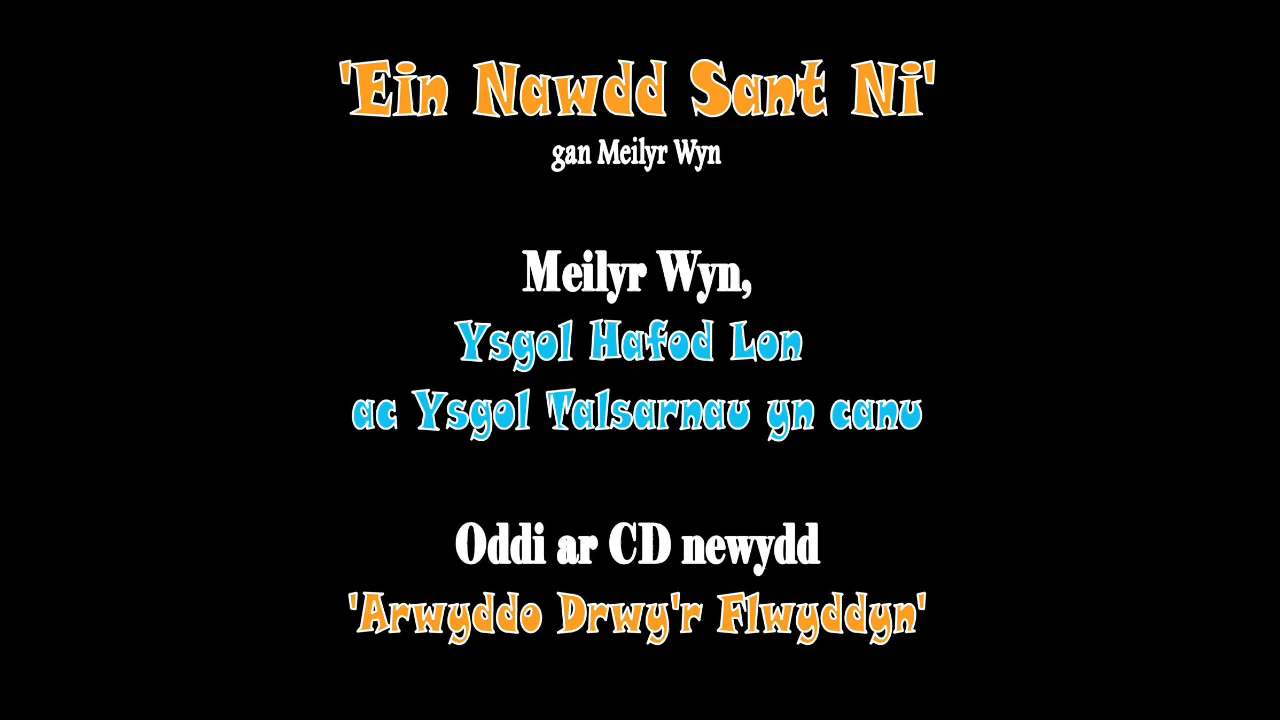 'Ein Nawdd Sant Ni'
gan Meilyr Wyn
Meilyr Wyn,
Ysgol Hafod Lon
ac Ysgol Talsarnau yn canu
Oddi ar CD newydd
'Arwyddo Drwy'r Flwyddyn'